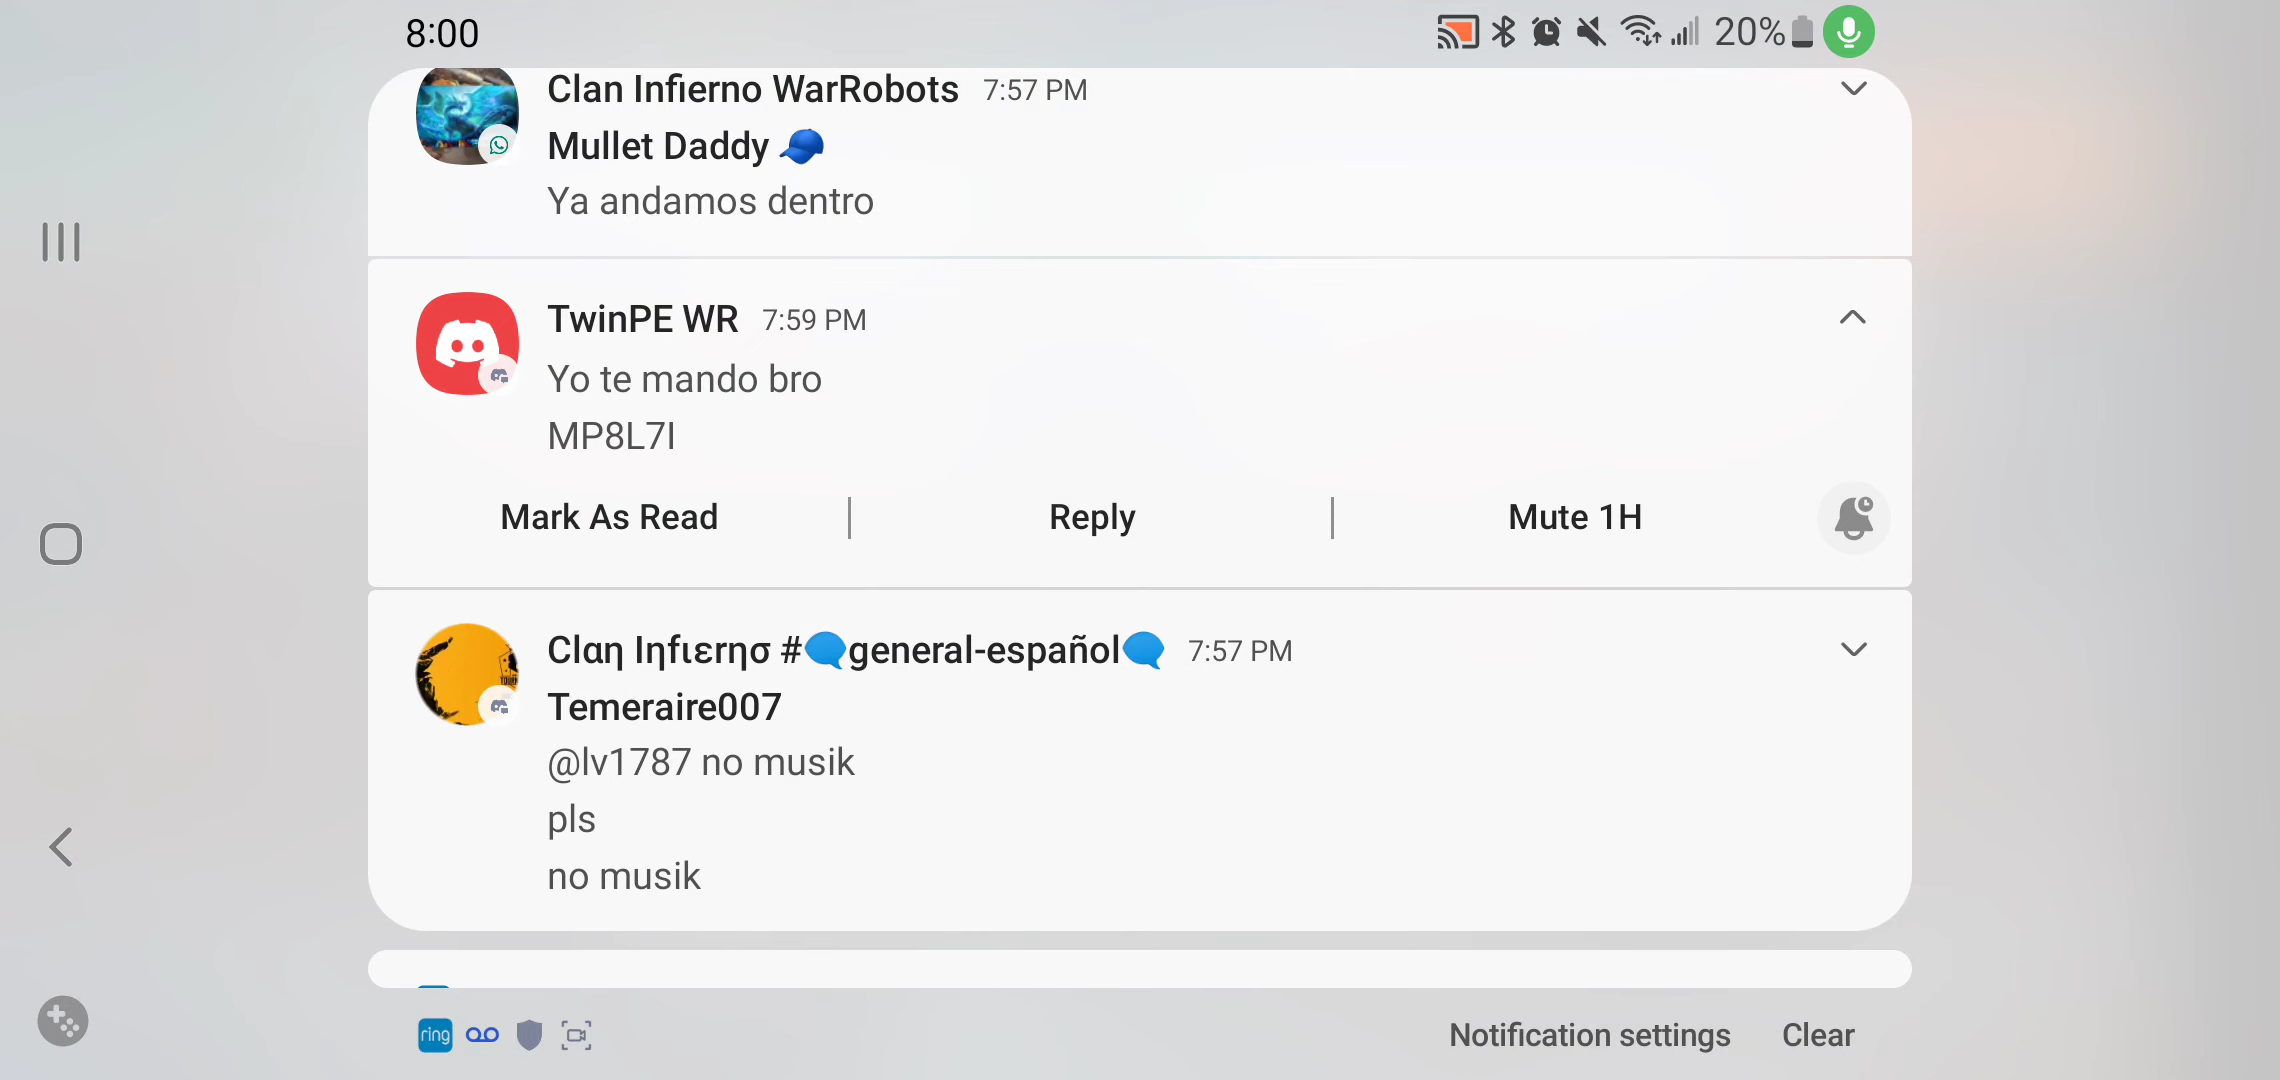 8:00
20%
Clan Infierno WarRobots 7:57 PM
Mullet Daddy 🧢
Ya andamos dentro
TwinPE WR 7:59 PM
Yo te mando bro
MP8L7I
Mark As Read | Reply | Mute 1H
Clαη Iηfιεrησ #🗨general-español🗨 7:57 PM
Temeraire007
@lv1787 no musik
pls
no musik
ring
Notification settings Clear